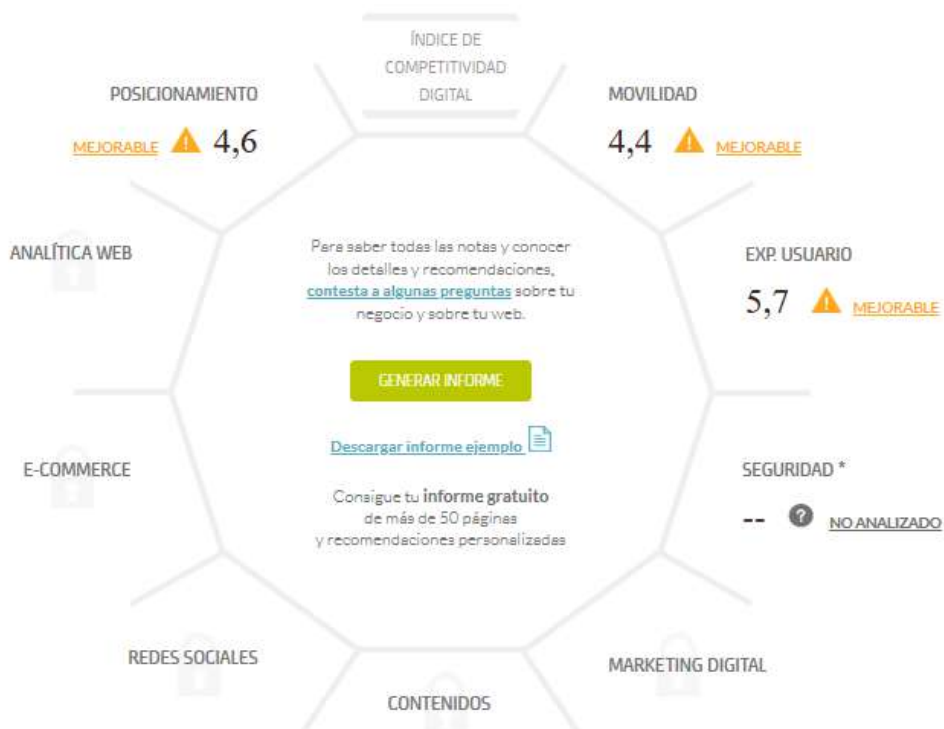 ÍNDICE DE
COMPETITIVIDAD
DIGITAL
POSICIONAMIENTO
MEJORABLE 4,6
MOVILIDAD
4,4 MEJORABLE
ANALÍTICA WEB
EXP. USUARIO
5,7 MEJORABLE
Para saber todas las notas y conocer
los detalles y recomendaciones,
contesta a algunas preguntas sobre tu
negocio y sobre tu web.
GENERAR INFORME
Descargar informe ejemplo
Consigue tu informe gratuito
de más de 50 páginas
y recomendaciones personalizadas
E-COMMERCE
SEGURIDAD *
-- ? NO ANALIZADO
REDES SOCIALES
CONTENIDOS
MARKETING DIGITAL